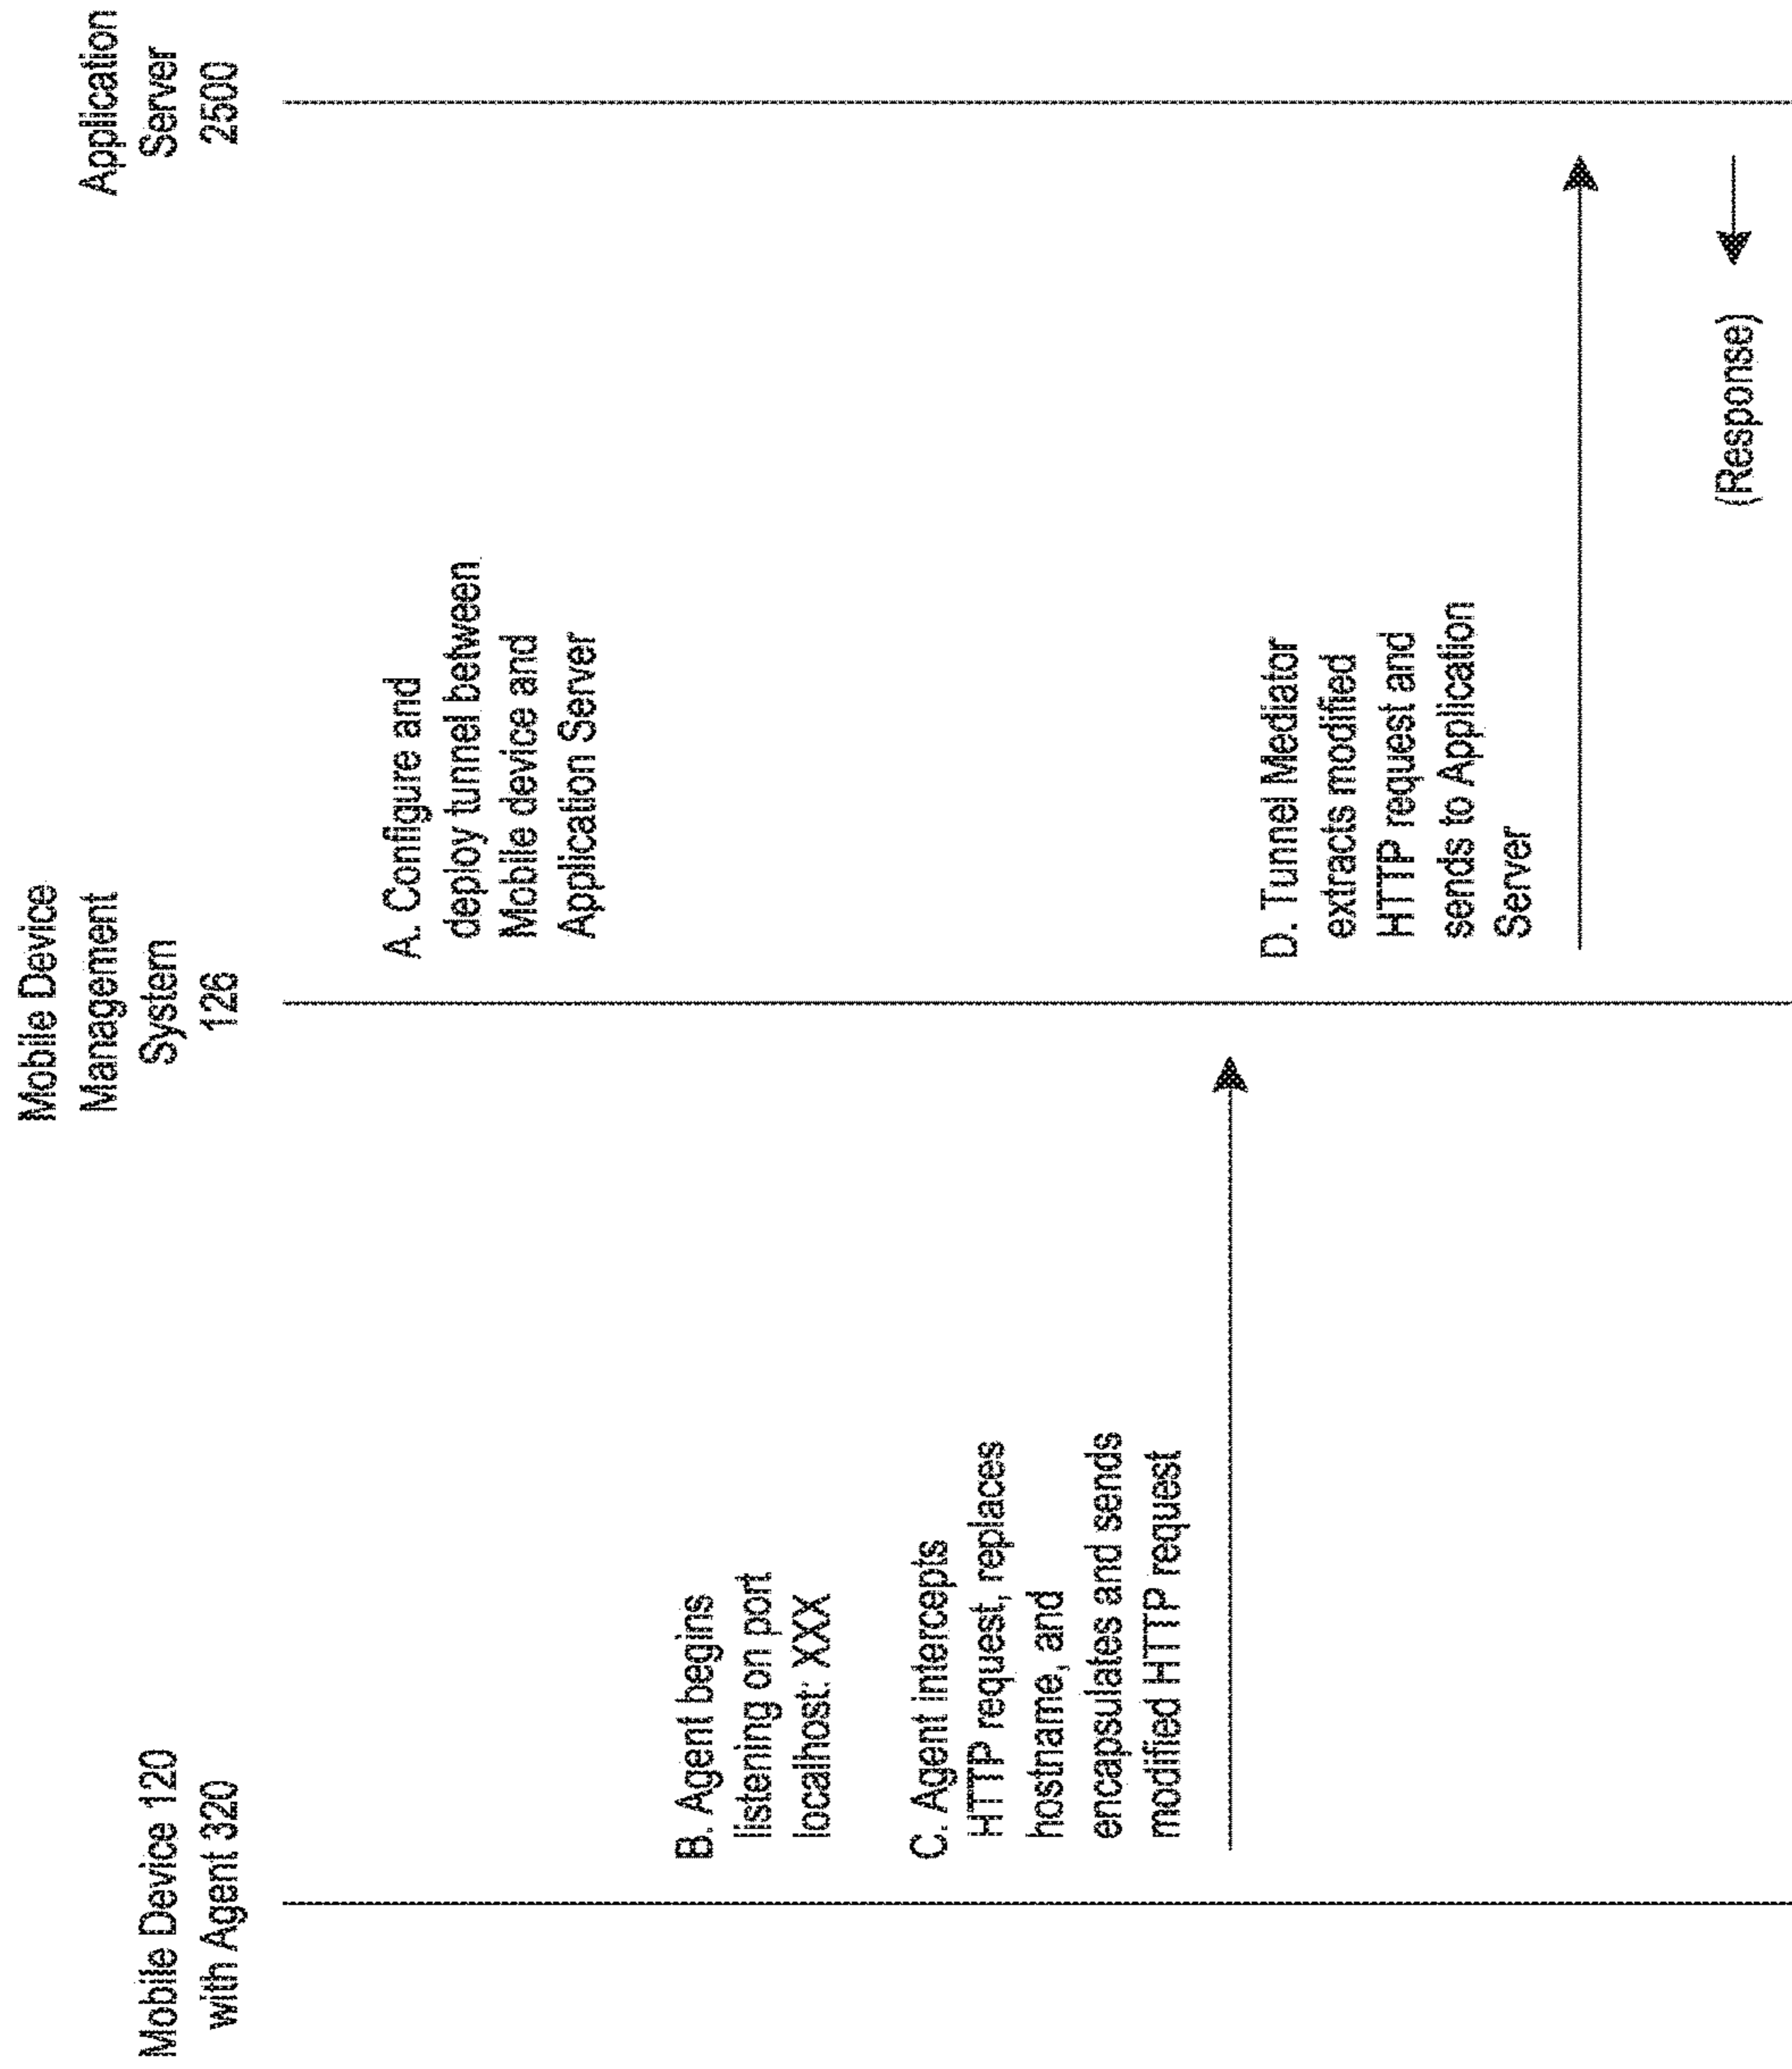 Mobile Device 120
with Agent 320
Mobile Device
Management
System
126
Application
Server
2500
A. Configure and
deploy tunnel between
Mobile device and
Application Server
B. Agent begins
listening on port
localhost: XXX
C. Agent intercepts
HTTP request, replaces
hostname, and
encapsulates and sends
modified HTTP request
D. Tunnel Mediator
extracts modified
HTTP request and
sends to Application
Server
(Response)